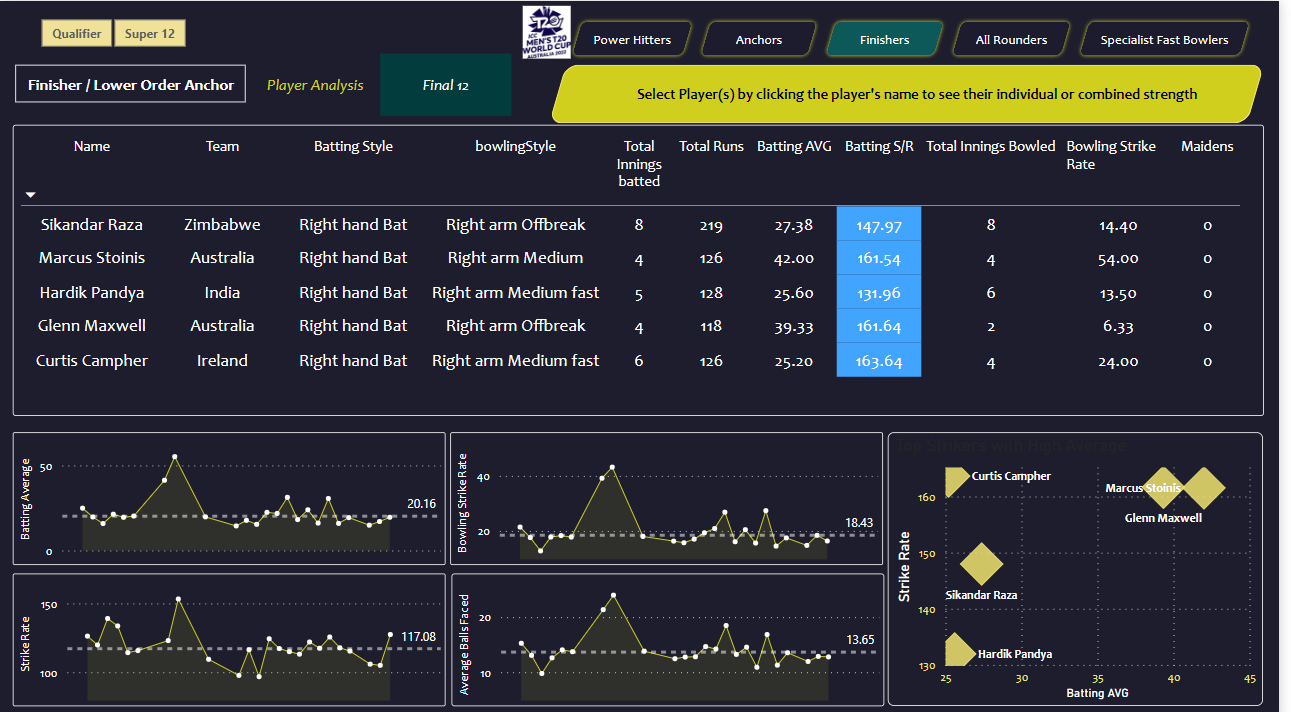 Qualifier
Super 12
ICC
MEN'S T20
WORLD CUP
AUSTRALIA 2022
Power Hitters
Anchors
Finishers
All Rounders
Specialist Fast Bowlers
Finisher / Lower Order Anchor
Player Analysis
Final 12
Select Player(s) by clicking the player's name to see their individual or combined strength
Name Team Batting Style bowlingStyle Total Innings batted Total Runs Batting AVG Batting S/R Total Innings Bowled Bowling Strike Rate Maidens
Sikandar Raza Zimbabwe Right hand Bat Right arm Offbreak 8 219 27.38 147.97 8 14.40 0
Marcus Stoinis Australia Right hand Bat Right arm Medium 4 126 42.00 161.54 4 54.00 0
Hardik Pandya India Right hand Bat Right arm Medium fast 5 128 25.60 131.96 6 13.50 0
Glenn Maxwell Australia Right hand Bat Right arm Offbreak 4 118 39.33 161.64 2 6.33 0
Curtis Campher Ireland Right hand Bat Right arm Medium fast 6 126 25.20 163.64 4 24.00 0
Batting Average
50
0
20.16
Bowling Strike Rate
40
20
18.43
Strike Rate
150
100
117.08
Average Balls Faced
20
10
13.65
Top Strikers with High Average
Strike Rate
160
150
140
130
Curtis Campher
Marcus Stoinis
Glenn Maxwell
Sikandar Raza
Hardik Pandya
25 30 35 40 45
Batting AVG